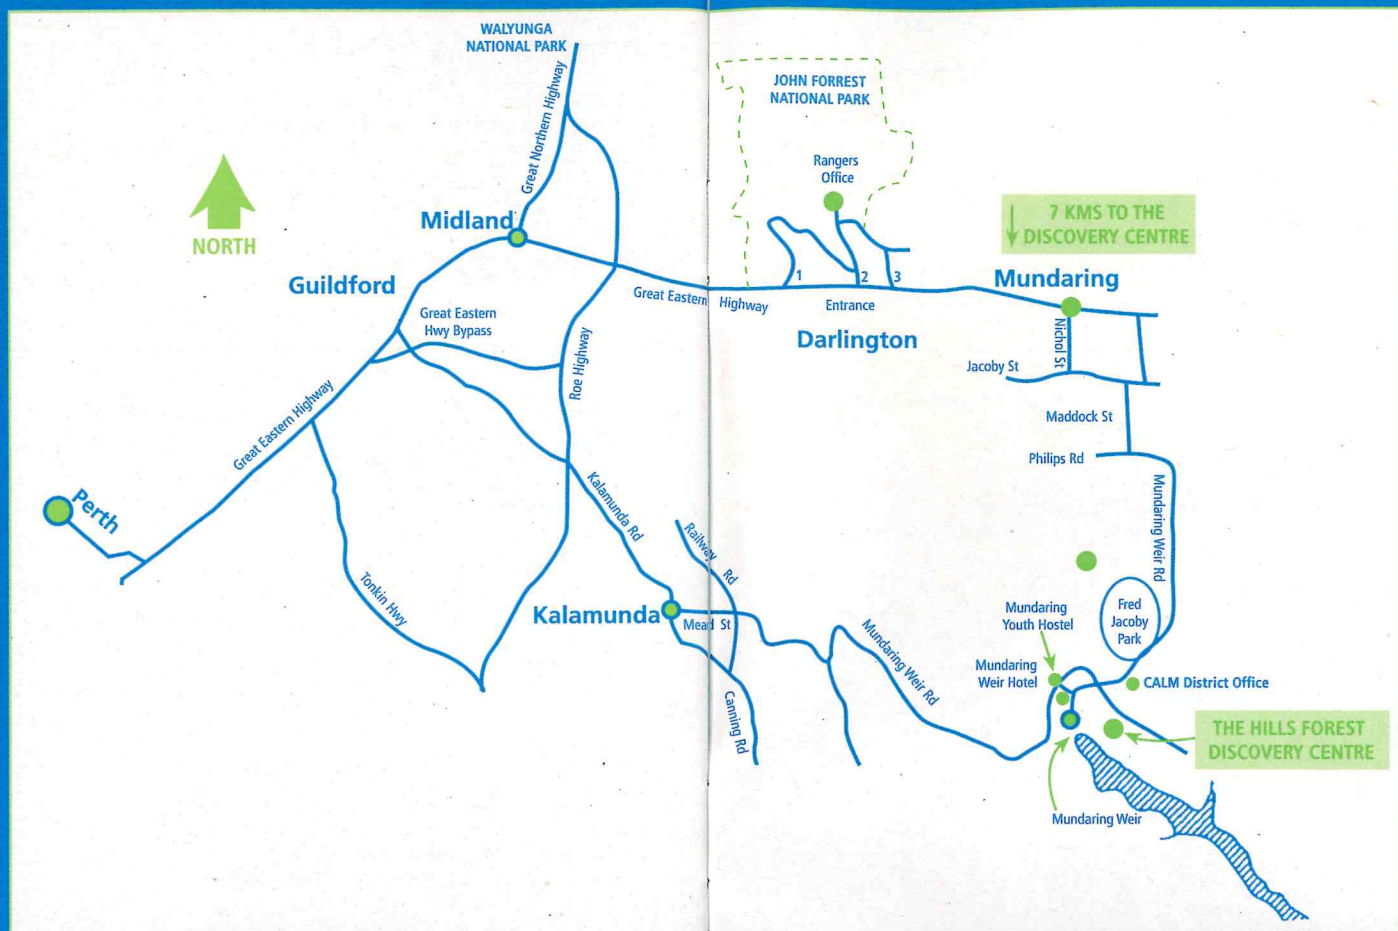 WALYUNGA
NATIONAL PARK
Great Northern Highway
JOHN FORREST
NATIONAL PARK
Rangers
Office
NORTH
Midland
7 KMS TO THE
DISCOVERY CENTRE
Guildford
Mundaring
1
2
3
Great Eastern Highway
Entrance
Great Eastern
Hwy Bypass
Darlington
Roe Highway
Nichol St
Jacoby St
Great Eastern Highway
Maddock St
Philips Rd
Perth
Kalamunda Rd
Mundaring Weir Rd
Railway Rd
Tonkin Hwy
Kalamunda
Mead St
Mundaring
Youth Hostel
Fred
Jacoby
Park
Mundaring Weir Rd
Mundaring
Weir Hotel
CALM District Office
Canning Rd
THE HILLS FOREST
DISCOVERY CENTRE
Mundaring Weir